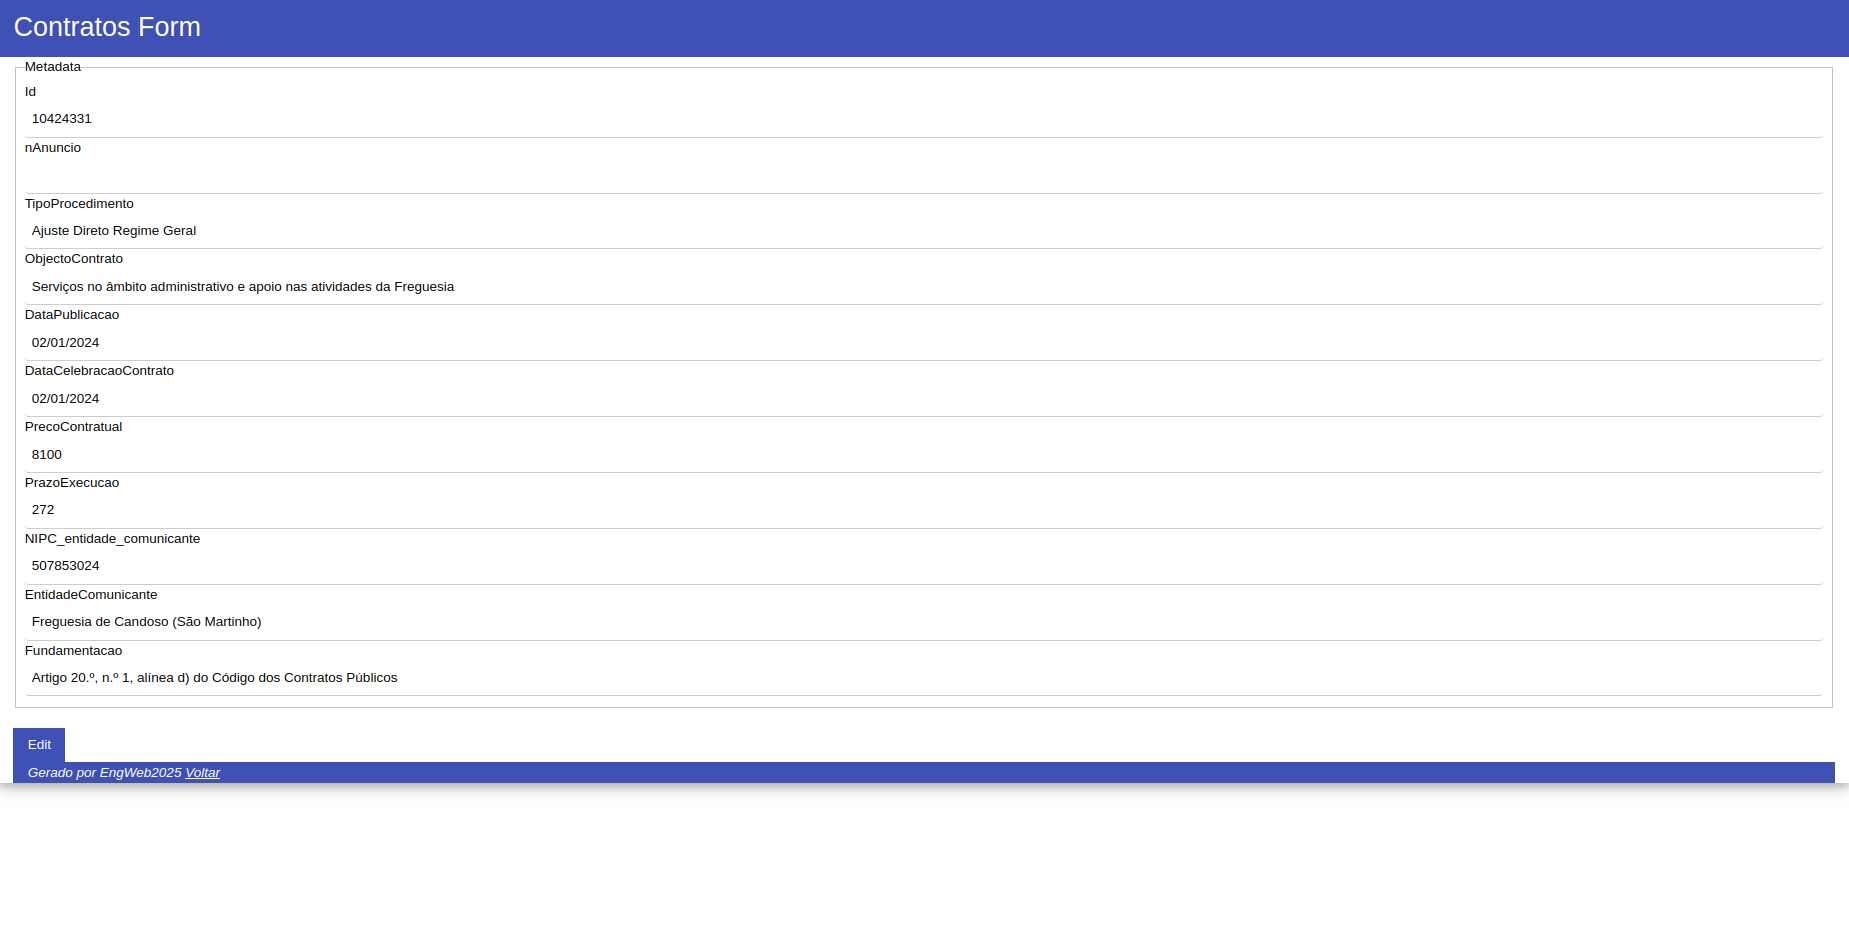 Contratos Form
Metadata
Id
10424331
nAnuncio
TipoProcedimento
Ajuste Direto Regime Geral
ObjectoContrato
Serviços no âmbito administrativo e apoio nas atividades da Freguesia
DataPublicacao
02/01/2024
DataCelebracaoContrato
02/01/2024
PrecoContratual
8100
PrazoExecucao
272
NIPC_entidade_comunicante
507853024
EntidadeComunicante
Freguesia de Candoso (São Martinho)
Fundamentacao
Artigo 20.º, n.º 1, alínea d) do Código dos Contratos Públicos
Edit
Gerado por EngWeb2025 Voltar